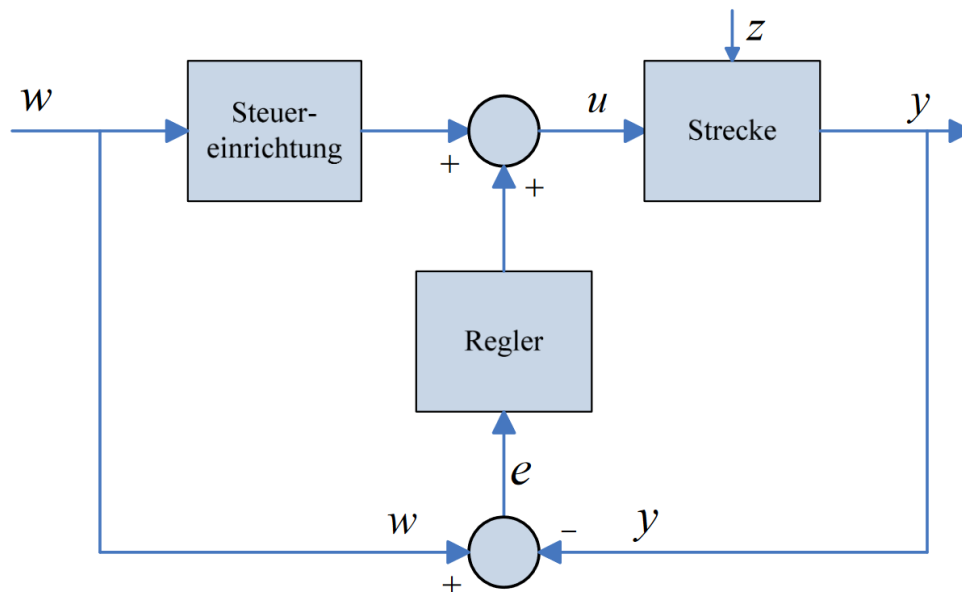 z
w
Steuer-
einrichtung
+
+
u
Strecke
y
Regler
e
w
+
−
y